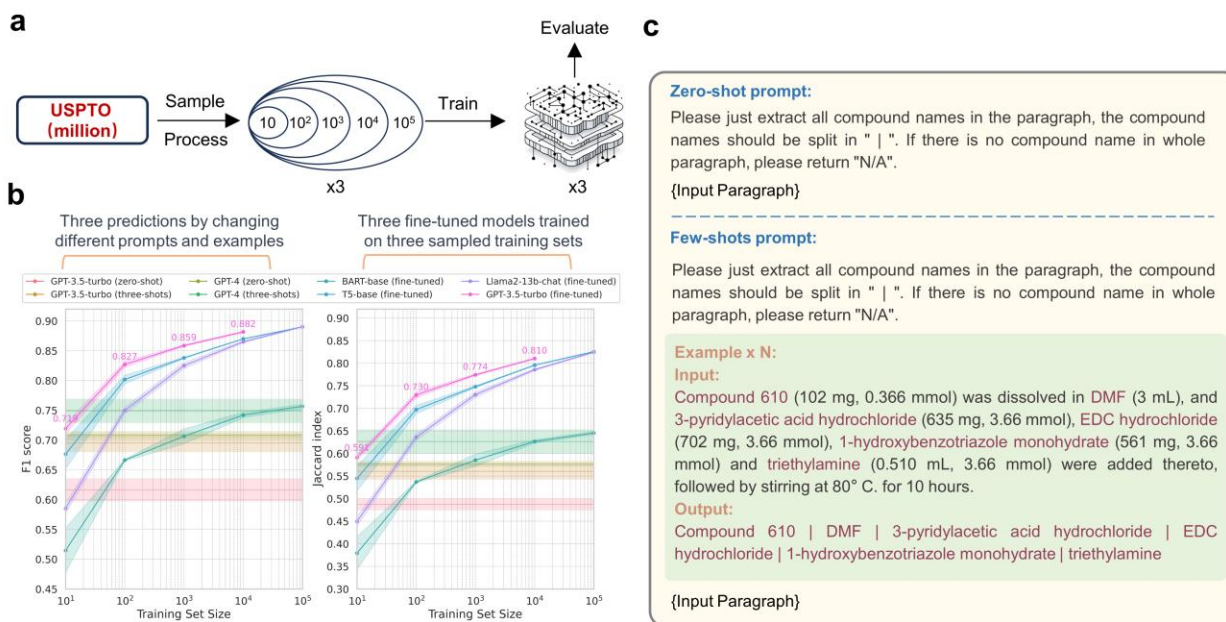 a
USPTO
(million)
Sample
Process
10
10²
10³
10⁴
10⁵
x3
Train
Evaluate
x3
b
Three predictions by changing
different prompts and examples
Three fine-tuned models trained
on three sampled training sets
GPT-3.5-turbo (zero-shot)
GPT-3.5-turbo (three-shots)
GPT-4 (zero-shot)
GPT-4 (three-shots)
BART-base (fine-tuned)
T5-base (fine-tuned)
Llama2-13b-chat (fine-tuned)
GPT-3.5-turbo (fine-tuned)
F1 score
0.90
0.85
0.80
0.75
0.70
0.65
0.60
0.55
0.50
0.45
0.719
0.827
0.859
0.882
10¹
10²
10³
10⁴
10⁵
Training Set Size
Jaccard index
0.90
0.85
0.80
0.75
0.70
0.65
0.60
0.55
0.50
0.45
0.40
0.35
0.30
0.591
0.730
0.774
0.810
10¹
10²
10³
10⁴
10⁵
Training Set Size
c
Zero-shot prompt:
Please just extract all compound names in the paragraph, the compound
names should be split in " | ". If there is no compound name in whole
paragraph, please return "N/A".
{Input Paragraph}
Few-shots prompt:
Please just extract all compound names in the paragraph, the compound
names should be split in " | ". If there is no compound name in whole
paragraph, please return "N/A".
Example x N:
Input:
Compound 610 (102 mg, 0.366 mmol) was dissolved in DMF (3 mL), and
3-pyridylacetic acid hydrochloride (635 mg, 3.66 mmol), EDC hydrochloride
(702 mg, 3.66 mmol), 1-hydroxybenzotriazole monohydrate (561 mg, 3.66
mmol) and triethylamine (0.510 mL, 3.66 mmol) were added thereto,
followed by stirring at 80° C. for 10 hours.
Output:
Compound 610 | DMF | 3-pyridylacetic acid hydrochloride | EDC
hydrochloride | 1-hydroxybenzotriazole monohydrate | triethylamine
{Input Paragraph}